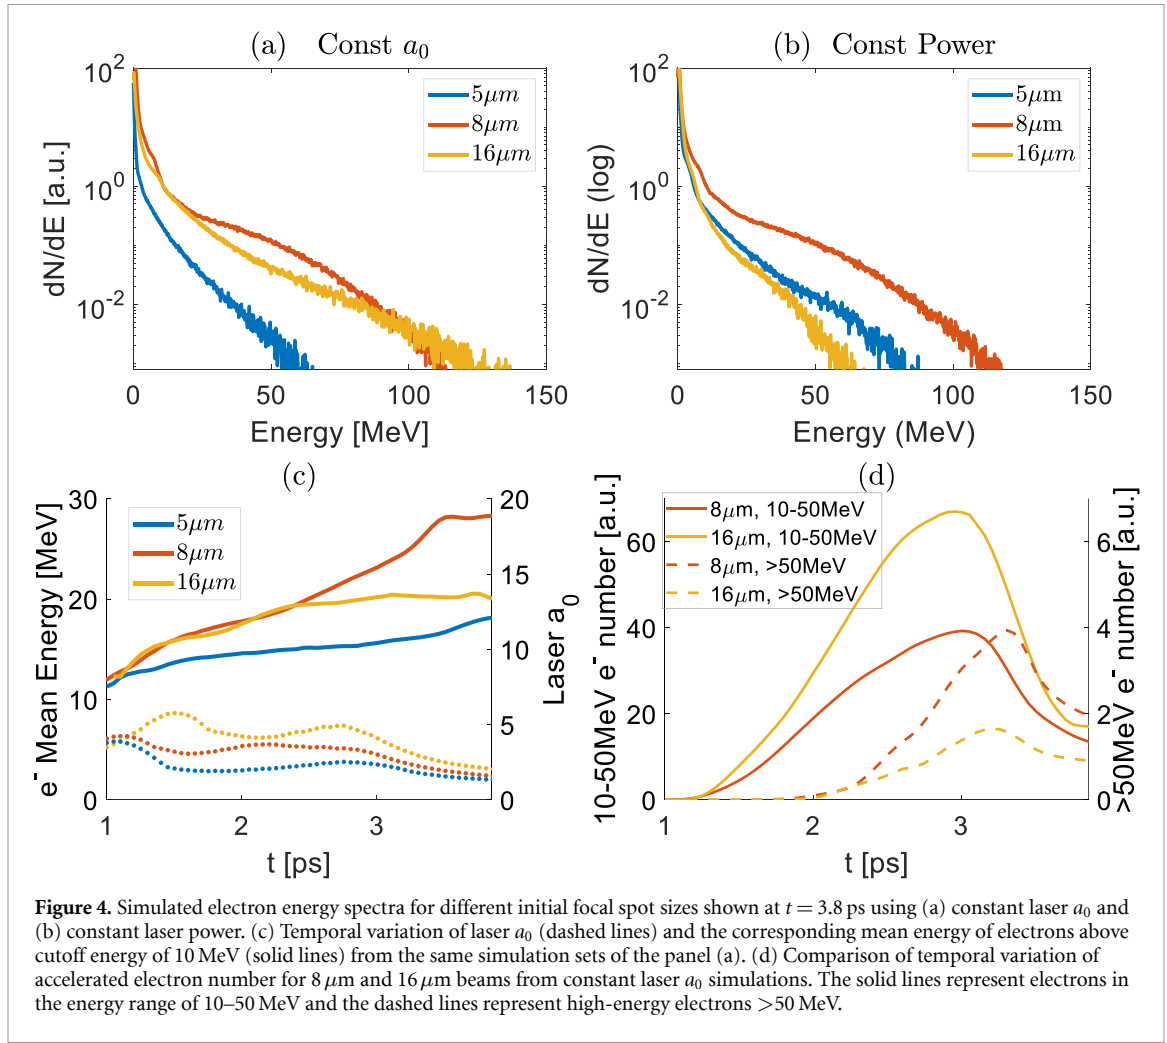 (a) Const a₀
10²
10⁰
10⁻²
dN/dE [a.u.]
5μm
8μm
16μm
0 50 100 150
Energy [MeV]
(b) Const Power
10²
10⁰
10⁻²
dN/dE (log)
5μm
8μm
16μm
0 50 100 150
Energy (MeV)
(c)
30
20
10
0
e⁻ Mean Energy [MeV]
5μm
8μm
16μm
20
15
10
5
0
Laser a₀
1 2 3
t [ps]
(d)
60
40
20
0
10-50MeV e⁻ number [a.u.]
8μm, 10-50MeV
16μm, 10-50MeV
8μm, >50MeV
16μm, >50MeV
6
4
2
0
>50MeV e⁻ number [a.u.]
1 2 3
t [ps]
Figure 4. Simulated electron energy spectra for different initial focal spot sizes shown at t = 3.8 ps using (a) constant laser a₀ and
(b) constant laser power. (c) Temporal variation of laser a₀ (dashed lines) and the corresponding mean energy of electrons above
cutoff energy of 10 MeV (solid lines) from the same simulation sets of the panel (a). (d) Comparison of temporal variation of
accelerated electron number for 8 μm and 16 μm beams from constant laser a₀ simulations. The solid lines represent electrons in
the energy range of 10–50 MeV and the dashed lines represent high-energy electrons >50 MeV.